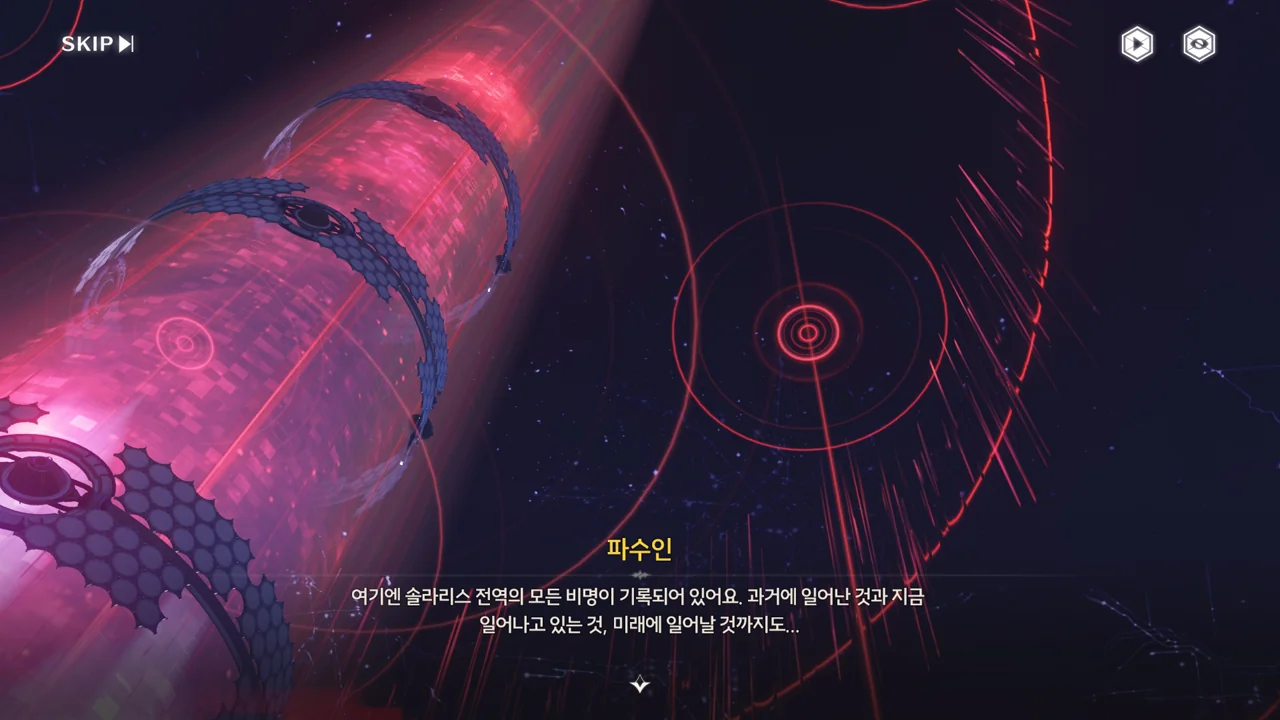 SKIP
파수인
여기엔 솔라리스 전역의 모든 비명이 기록되어 있어요. 과거에 일어난 것과 지금
일어나고 있는 것, 미래에 일어날 것까지도...